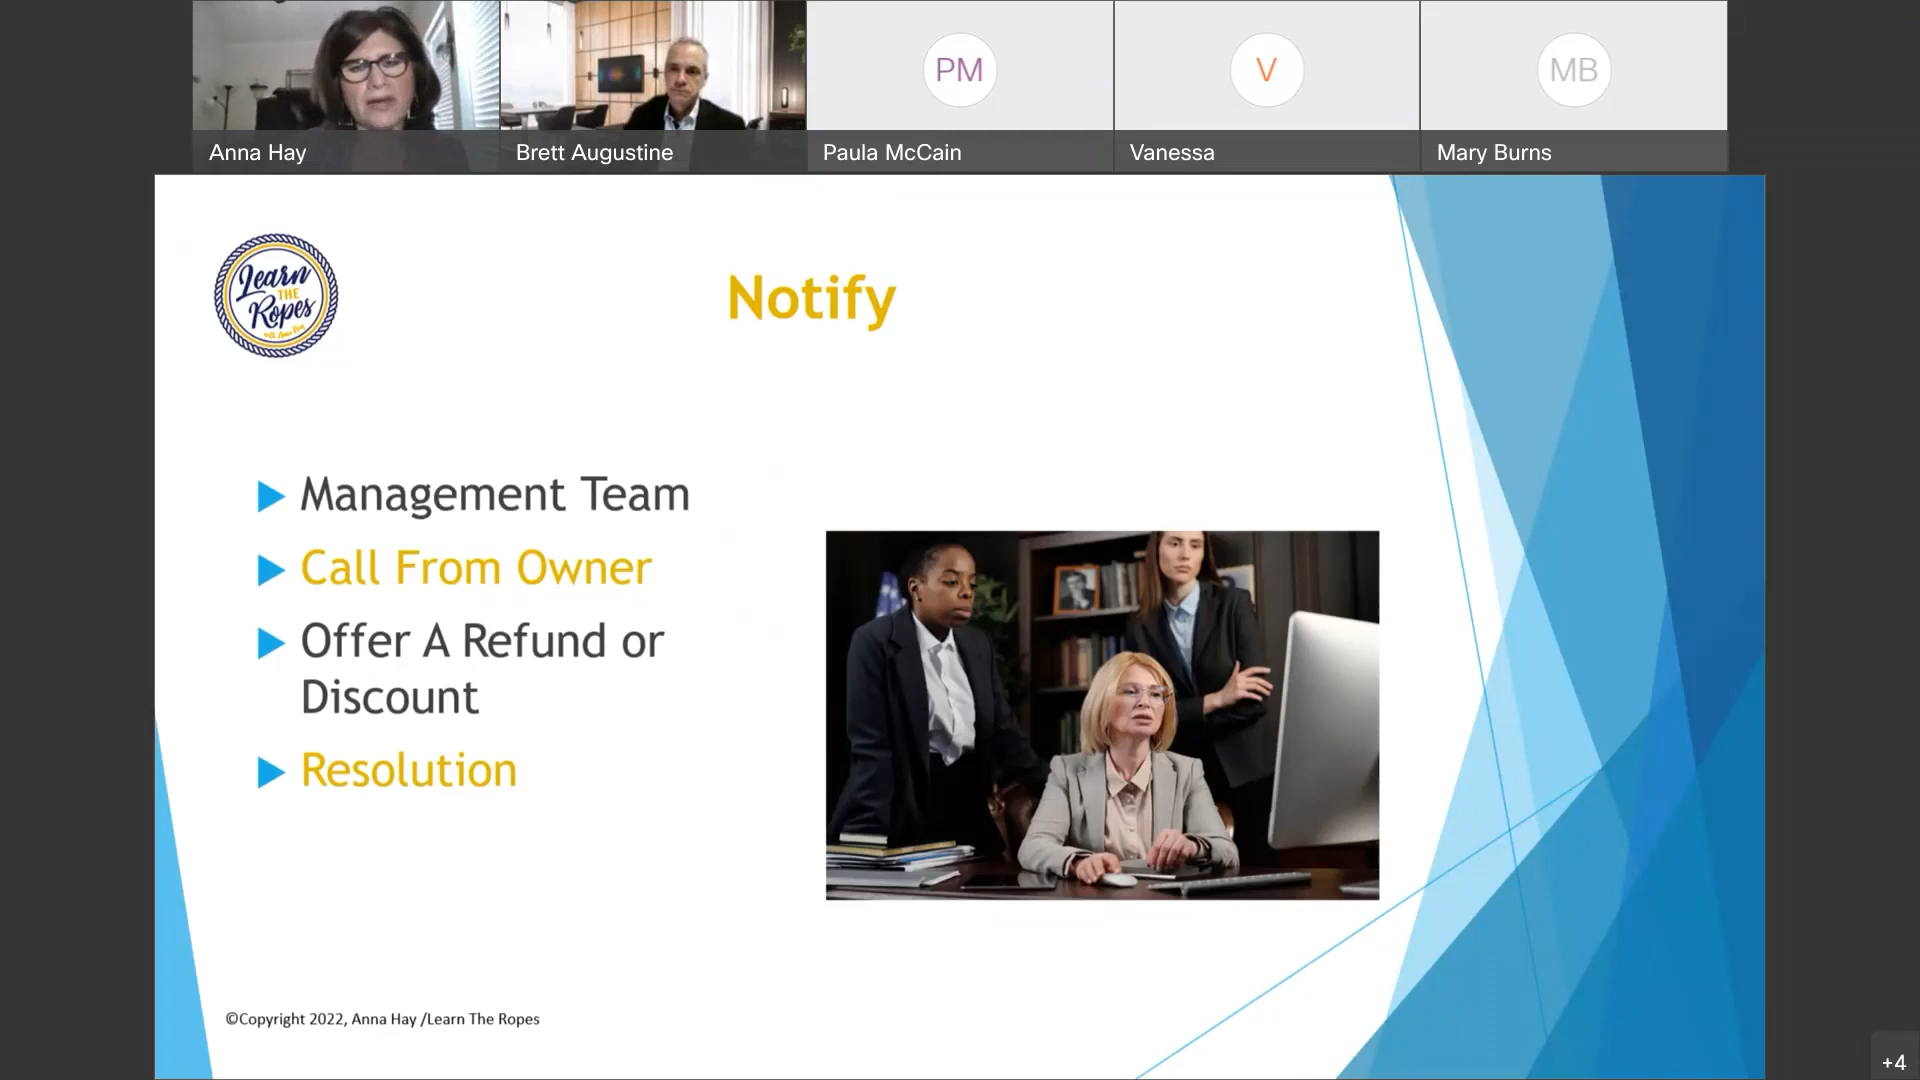 PM
V
MB
Anna Hay
Brett Augustine
Paula McCain
Vanessa
Mary Burns
Learn
THE
Ropes
Notify
Management Team
Call From Owner
Offer A Refund or
Discount
Resolution
©Copyright 2022, Anna Hay /Learn The Ropes
+4